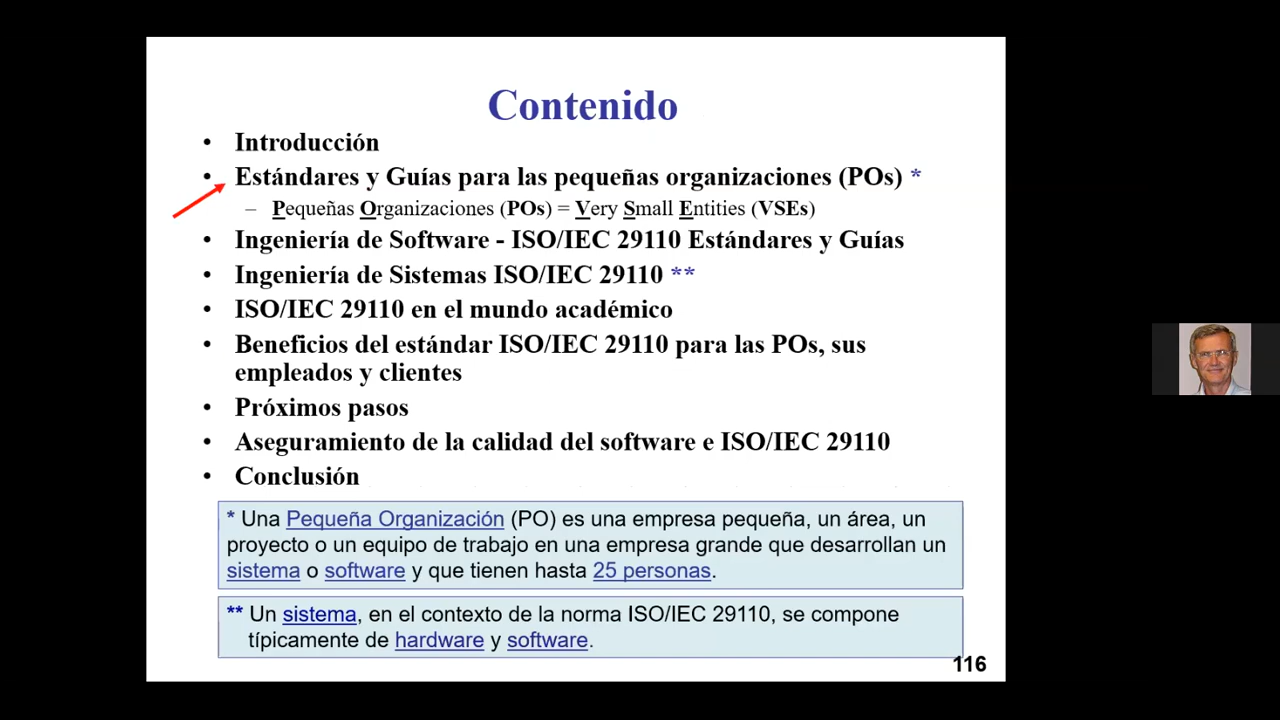 Contenido
• Introducción
• Estándares y Guías para las pequeñas organizaciones (POs) *
– Pequeñas Organizaciones (POs) = Very Small Entities (VSEs)
• Ingeniería de Software - ISO/IEC 29110 Estándares y Guías
• Ingeniería de Sistemas ISO/IEC 29110 **
• ISO/IEC 29110 en el mundo académico
• Beneficios del estándar ISO/IEC 29110 para las POs, sus
empleados y clientes
• Próximos pasos
• Aseguramiento de la calidad del software e ISO/IEC 29110
• Conclusión
* Una Pequeña Organización (PO) es una empresa pequeña, un área, un
proyecto o un equipo de trabajo en una empresa grande que desarrollan un
sistema o software y que tienen hasta 25 personas.
** Un sistema, en el contexto de la norma ISO/IEC 29110, se compone
típicamente de hardware y software.
116